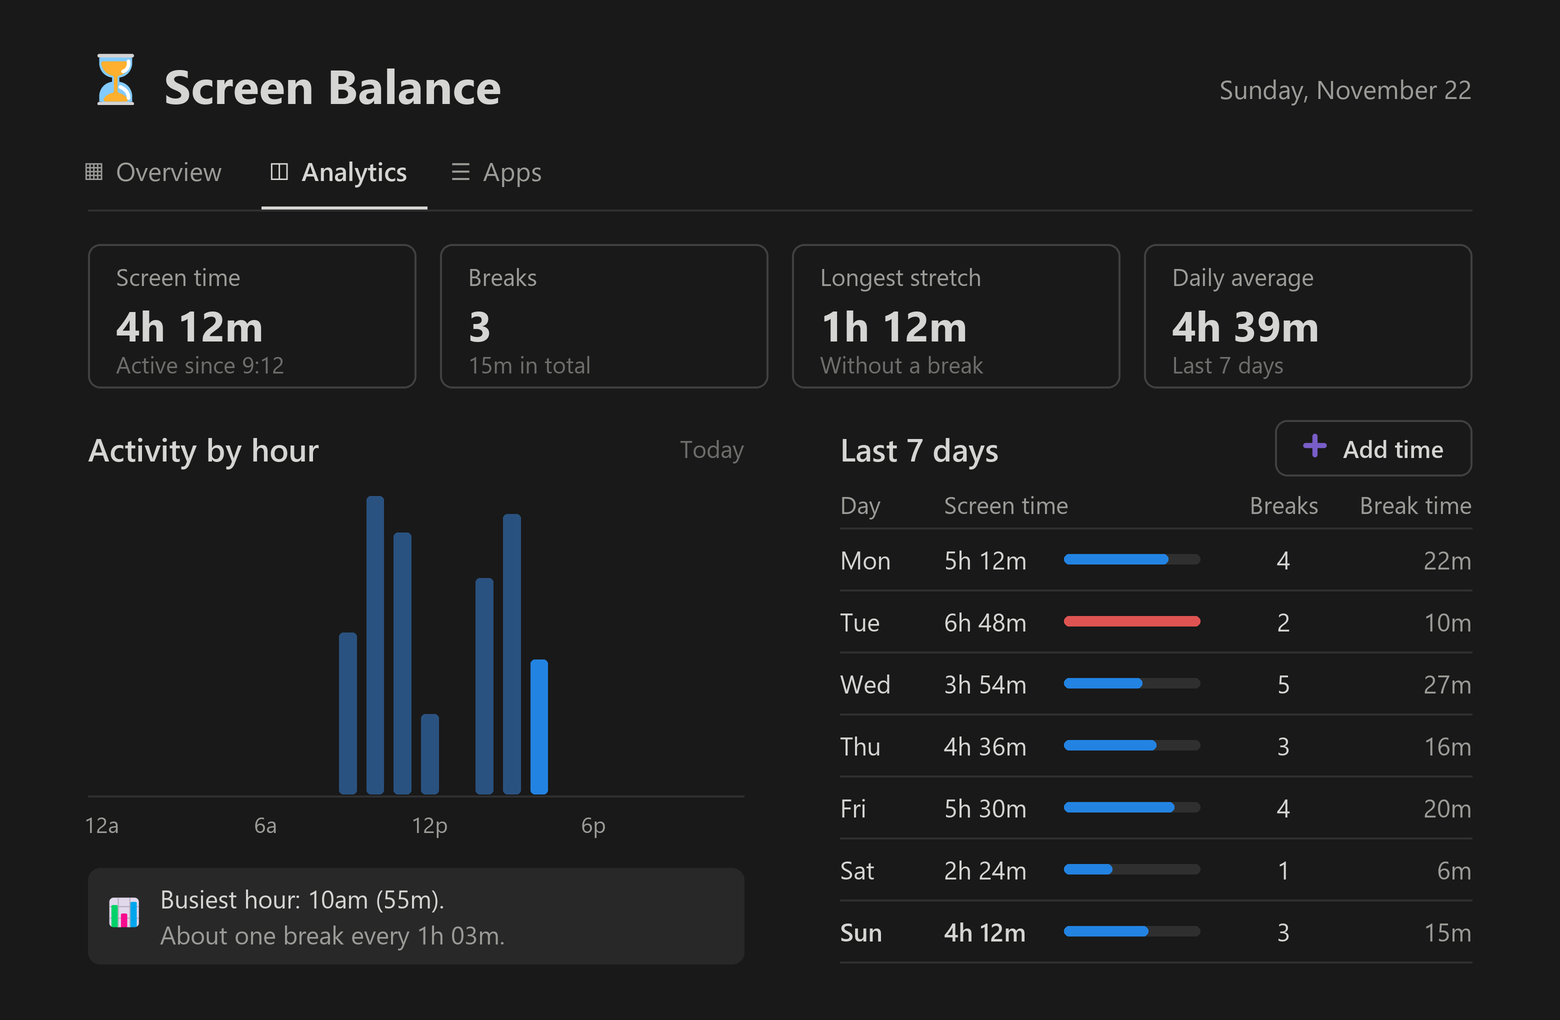 Screen Balance
Sunday, November 22
Overview
Analytics
Apps
Screen time
4h 12m
Active since 9:12
Breaks
3
15m in total
Longest stretch
1h 12m
Without a break
Daily average
4h 39m
Last 7 days
Activity by hour
Today
12a 6a 12p 6p
Busiest hour: 10am (55m).
About one break every 1h 03m.
Last 7 days
Add time
Day Screen time Breaks Break time
Mon 5h 12m 4 22m
Tue 6h 48m 2 10m
Wed 3h 54m 5 27m
Thu 4h 36m 3 16m
Fri 5h 30m 4 20m
Sat 2h 24m 1 6m
Sun 4h 12m 3 15m